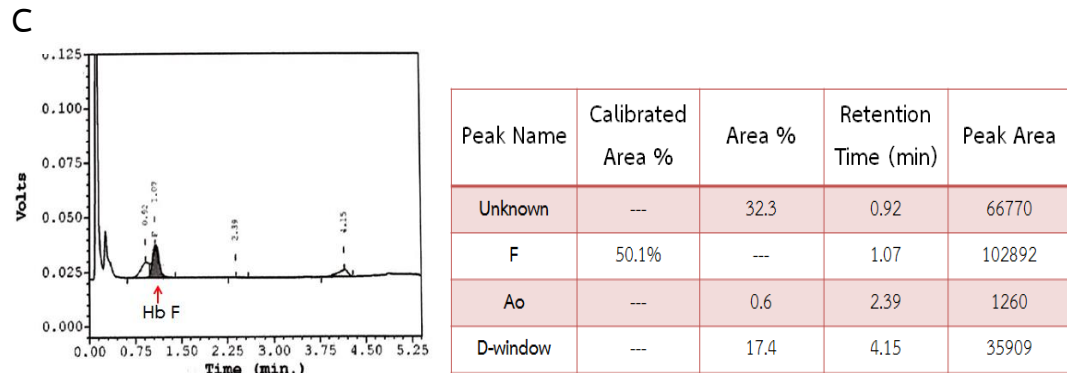 C
0.125
0.100
0.075
0.050
0.025
0.000
Volts
0.92
F 1.07
2.39
4.15
Hb F
0.00 0.75 1.50 2.25 3.00 3.75 4.50 5.25
Time (min.)
Peak Name Calibrated Area % Area % Retention Time (min) Peak Area
Unknown --- 32.3 0.92 66770
F 50.1% --- 1.07 102892
Ao --- 0.6 2.39 1260
D-window --- 17.4 4.15 35909